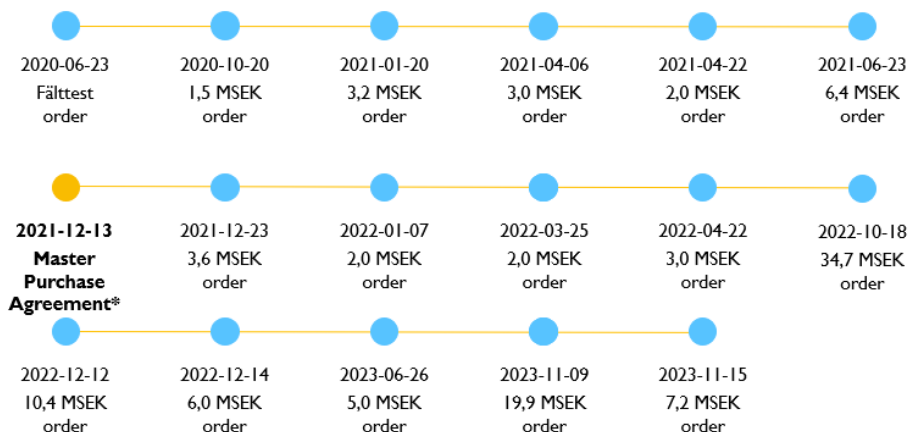 2020-06-23
Fälttest
order
2020-10-20
1,5 MSEK
order
2021-01-20
3,2 MSEK
order
2021-04-06
3,0 MSEK
order
2021-04-22
2,0 MSEK
order
2021-06-23
6,4 MSEK
order
2021-12-13
Master
Purchase
Agreement*
2021-12-23
3,6 MSEK
order
2022-01-07
2,0 MSEK
order
2022-03-25
2,0 MSEK
order
2022-04-22
3,0 MSEK
order
2022-10-18
34,7 MSEK
order
2022-12-12
10,4 MSEK
order
2022-12-14
6,0 MSEK
order
2023-06-26
5,0 MSEK
order
2023-11-09
19,9 MSEK
order
2023-11-15
7,2 MSEK
order